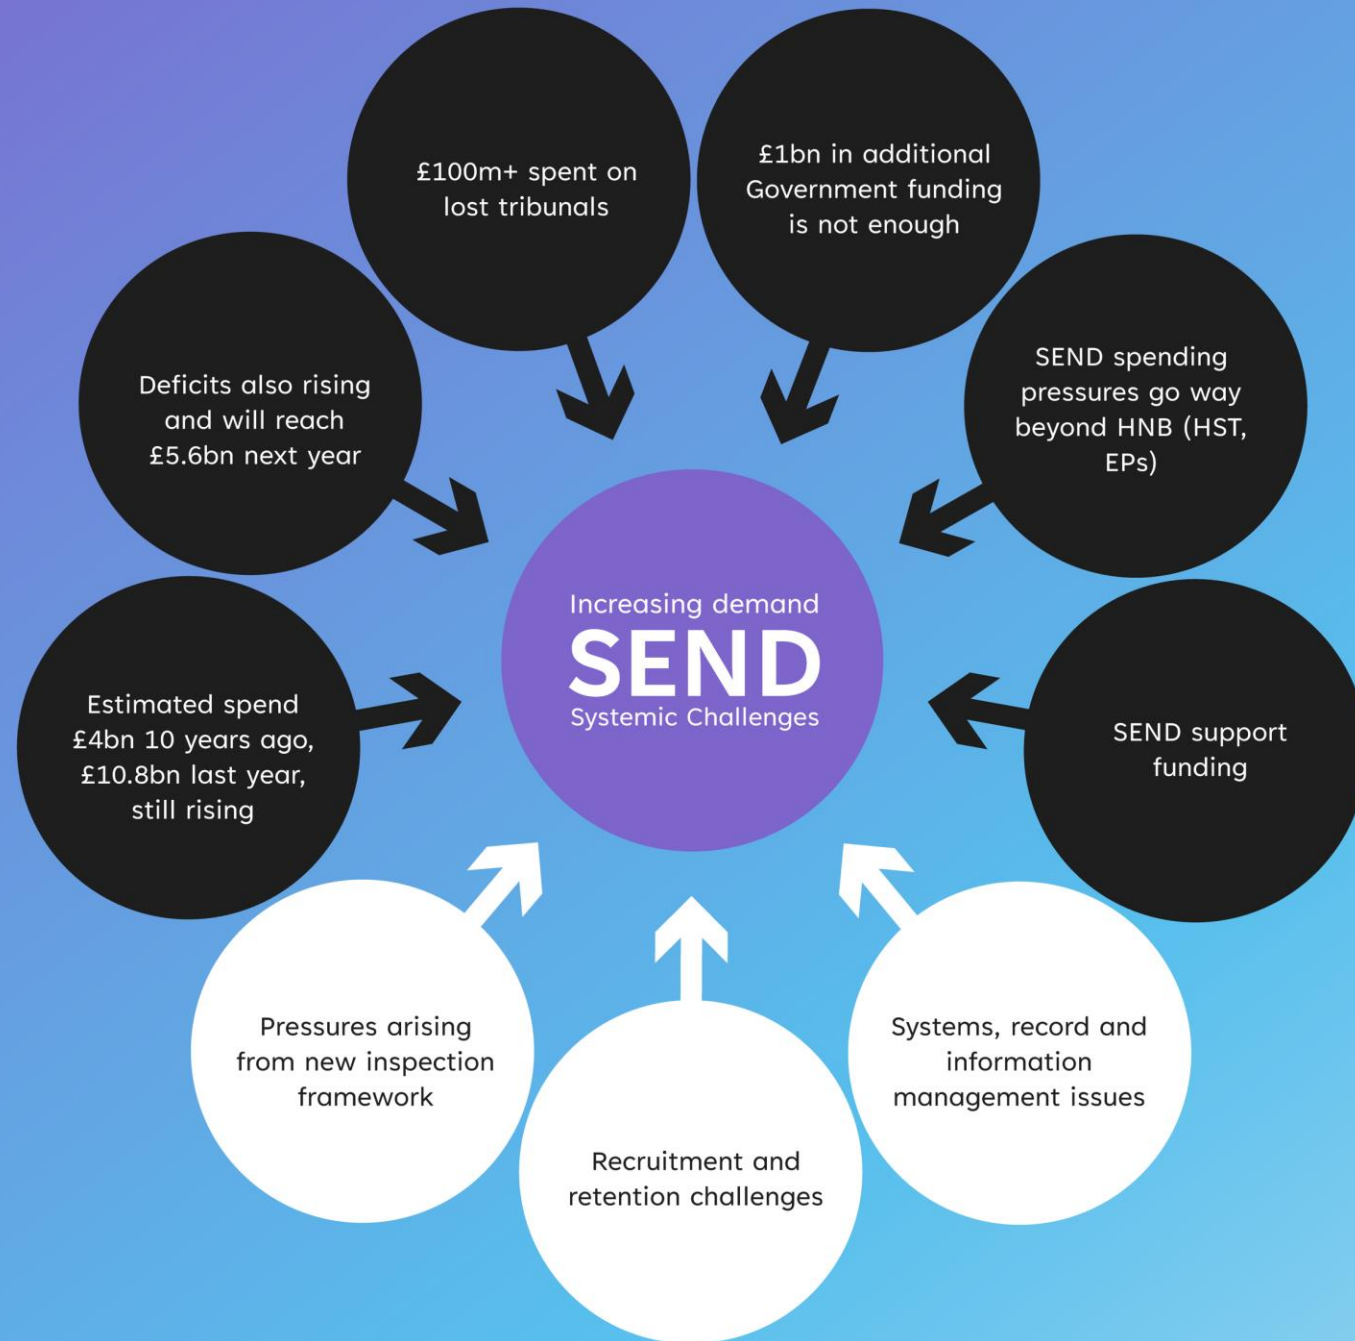 £100m+ spent on
lost tribunals
£1bn in additional
Government funding
is not enough
Deficits also rising
and will reach
£5.6bn next year
SEND spending
pressures go way
beyond HNB (HST,
EPs)
Increasing demand
SEND
Systemic Challenges
Estimated spend
£4bn 10 years ago,
£10.8bn last year,
still rising
SEND support
funding
Pressures arising
from new inspection
framework
Systems, record and
information
management issues
Recruitment and
retention challenges